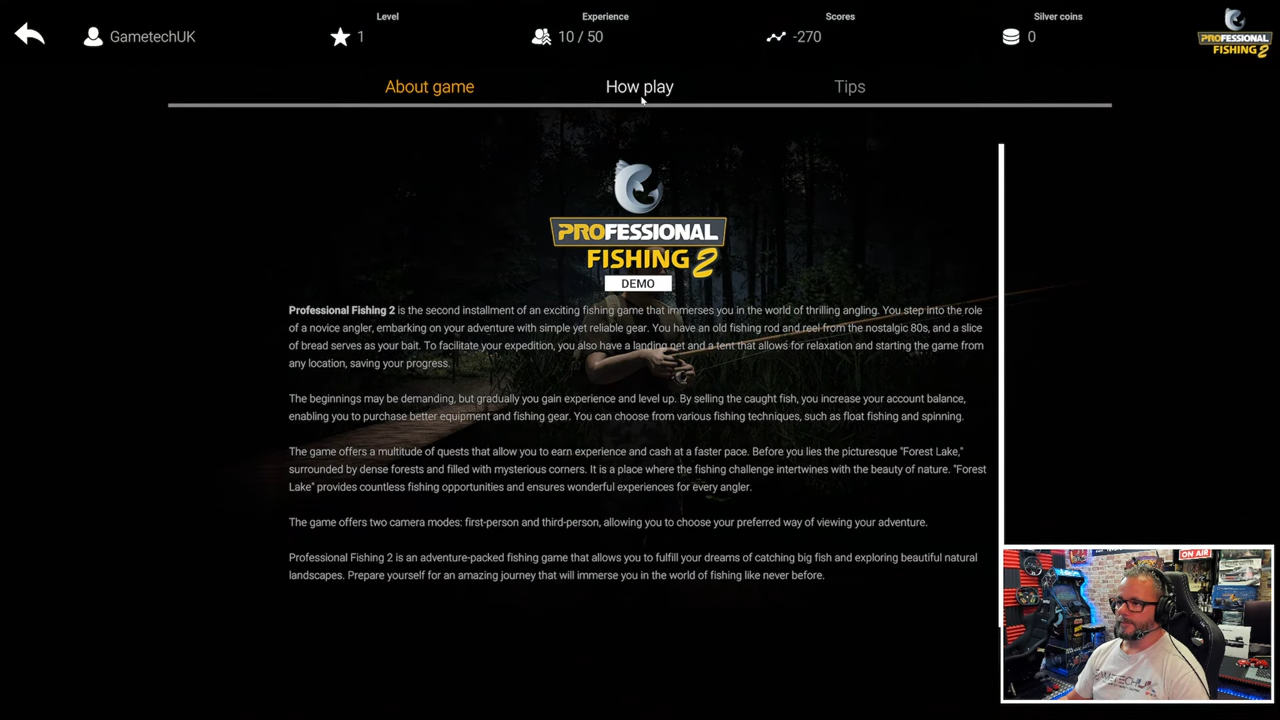 Level
Experience
Scores
Silver coins
GametechUK
1
10 / 50
-270
0
PROFESSIONAL
FISHING 2
About game
How play
Tips
PROFESSIONAL
FISHING 2
DEMO
Professional Fishing 2 is the second installment of an exciting fishing game that immerses you in the world of thrilling angling. You step into the role
of a novice angler, embarking on your adventure with simple yet reliable gear. You have an old fishing rod and reel from the nostalgic 80s, and a slice
of bread serves as your bait. To facilitate your expedition, you also have a landing net and a tent that allows for relaxation and starting the game from
any location, saving your progress.
The beginnings may be demanding, but gradually you gain experience and level up. By selling the caught fish, you increase your account balance,
enabling you to purchase better equipment and fishing gear. You can choose from various fishing techniques, such as float fishing and spinning.
The game offers a multitude of quests that allow you to earn experience and cash at a faster pace. Before you lies the picturesque "Forest Lake,"
surrounded by dense forests and filled with mysterious corners. It is a place where the fishing challenge intertwines with the beauty of nature. "Forest
Lake" provides countless fishing opportunities and ensures wonderful experiences for every angler.
The game offers two camera modes: first-person and third-person, allowing you to choose your preferred way of viewing your adventure.
Professional Fishing 2 is an adventure-packed fishing game that allows you to fulfill your dreams of catching big fish and exploring beautiful natural
landscapes. Prepare yourself for an amazing journey that will immerse you in the world of fishing like never before.
ON AIR
GAMETECHUK